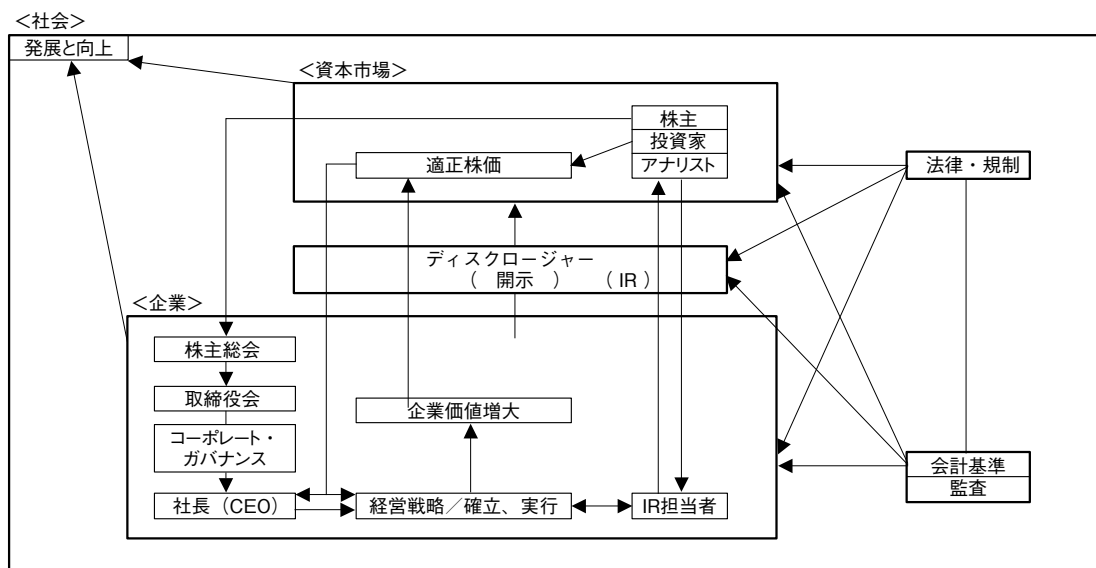 ＜社会＞
発展と向上
＜資本市場＞
株主
投資家
適正株価
アナリスト
法律・規制
ディスクロージャー
（　開示　）　　（ IR ）
＜企業＞
株主総会
取締役会
企業価値増大
コーポレート・
ガバナンス
会計基準
監査
社長（CEO）
経営戦略／確立、実行
IR担当者